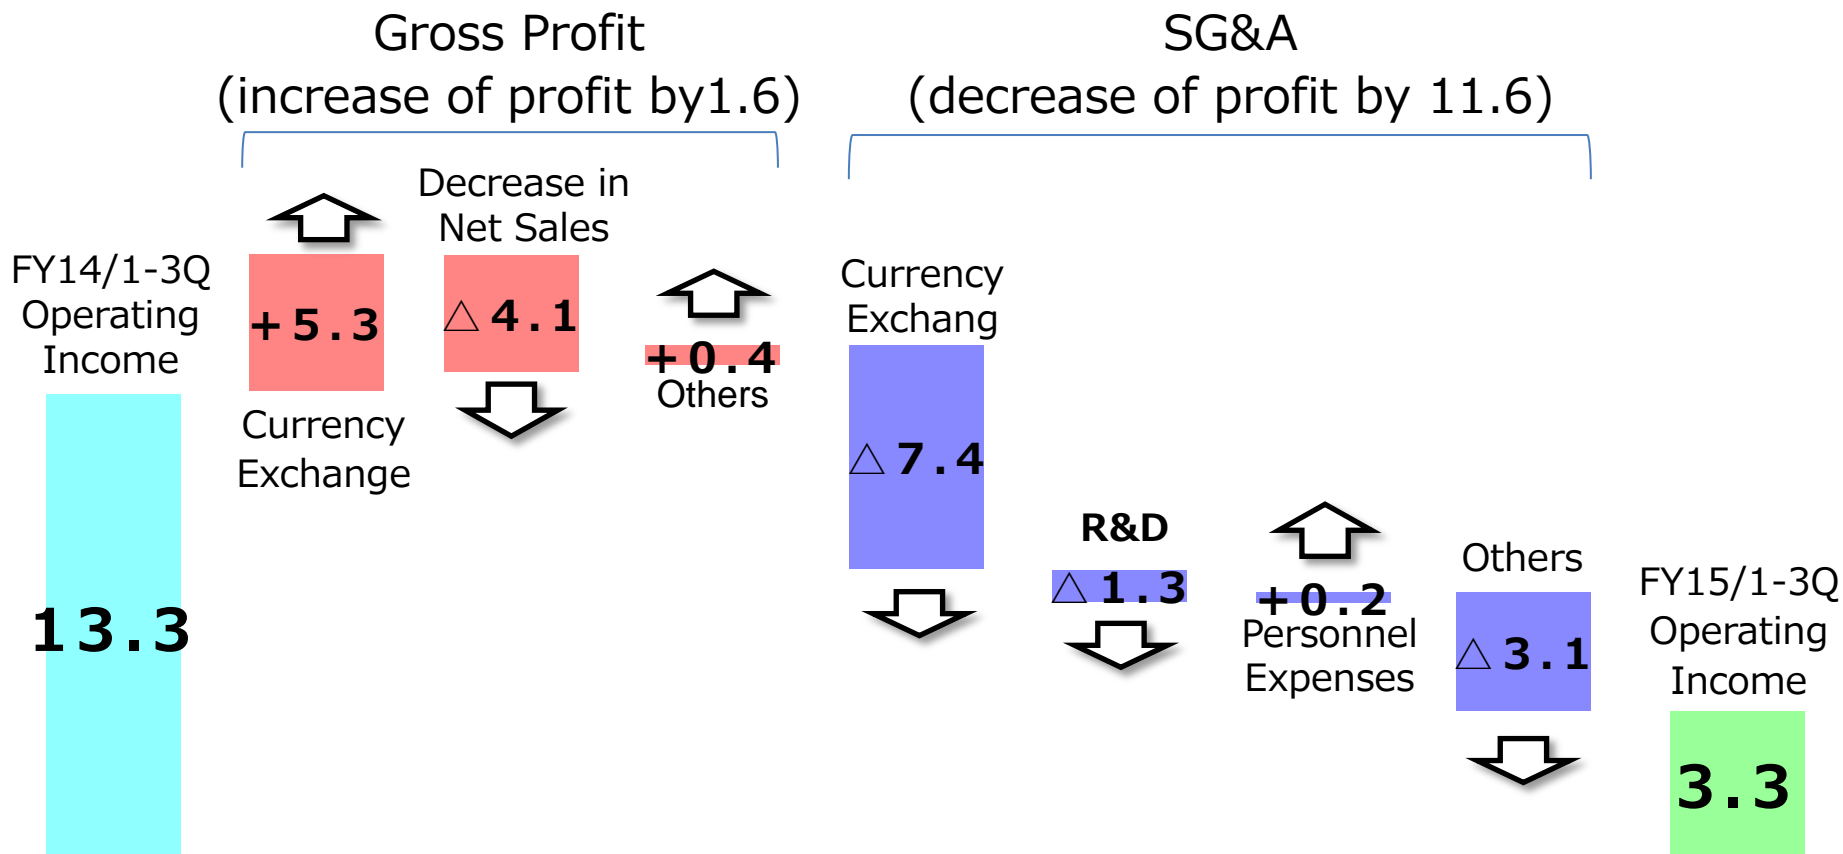 Gross Profit
(increase of profit by1.6)
SG&A
(decrease of profit by 11.6)
FY14/1-3Q
Operating
Income
13.3
+5.3
Currency
Exchange
Decrease in
Net Sales
△4.1
+0.4
Others
Currency
Exchang
△7.4
R&D
△1.3
+0.2
Personnel
Expenses
Others
△3.1
FY15/1-3Q
Operating
Income
3.3